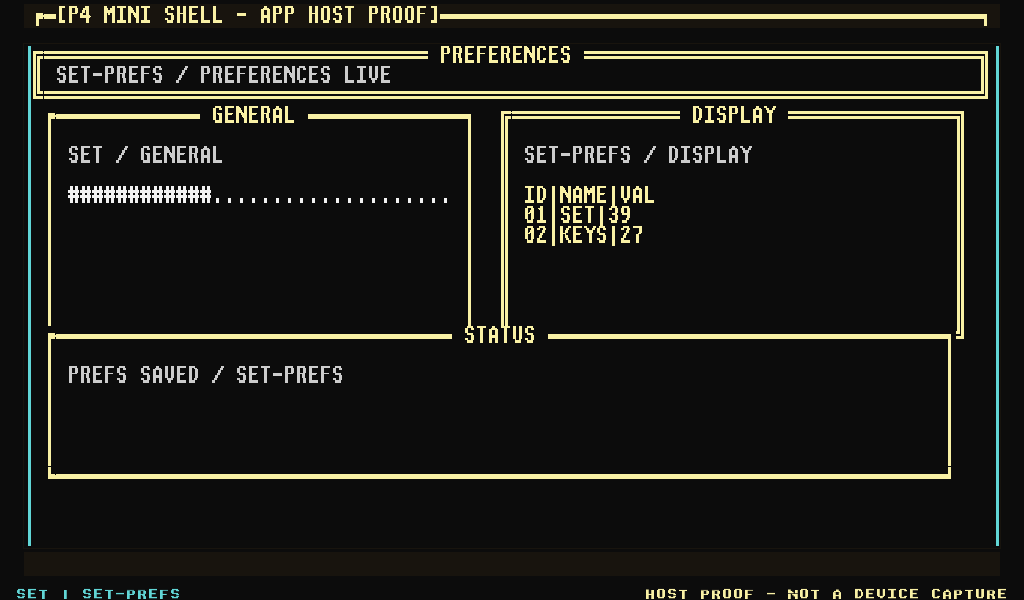 [P4 MINI SHELL - APP HOST PROOF]
PREFERENCES
SET-PREFS / PREFERENCES LIVE
GENERAL
SET / GENERAL
############....................
DISPLAY
SET-PREFS / DISPLAY
ID|NAME|VAL
01|SET|39
02|KEYS|27
STATUS
PREFS SAVED / SET-PREFS
SET | SET-PREFS
HOST PROOF - NOT A DEVICE CAPTURE